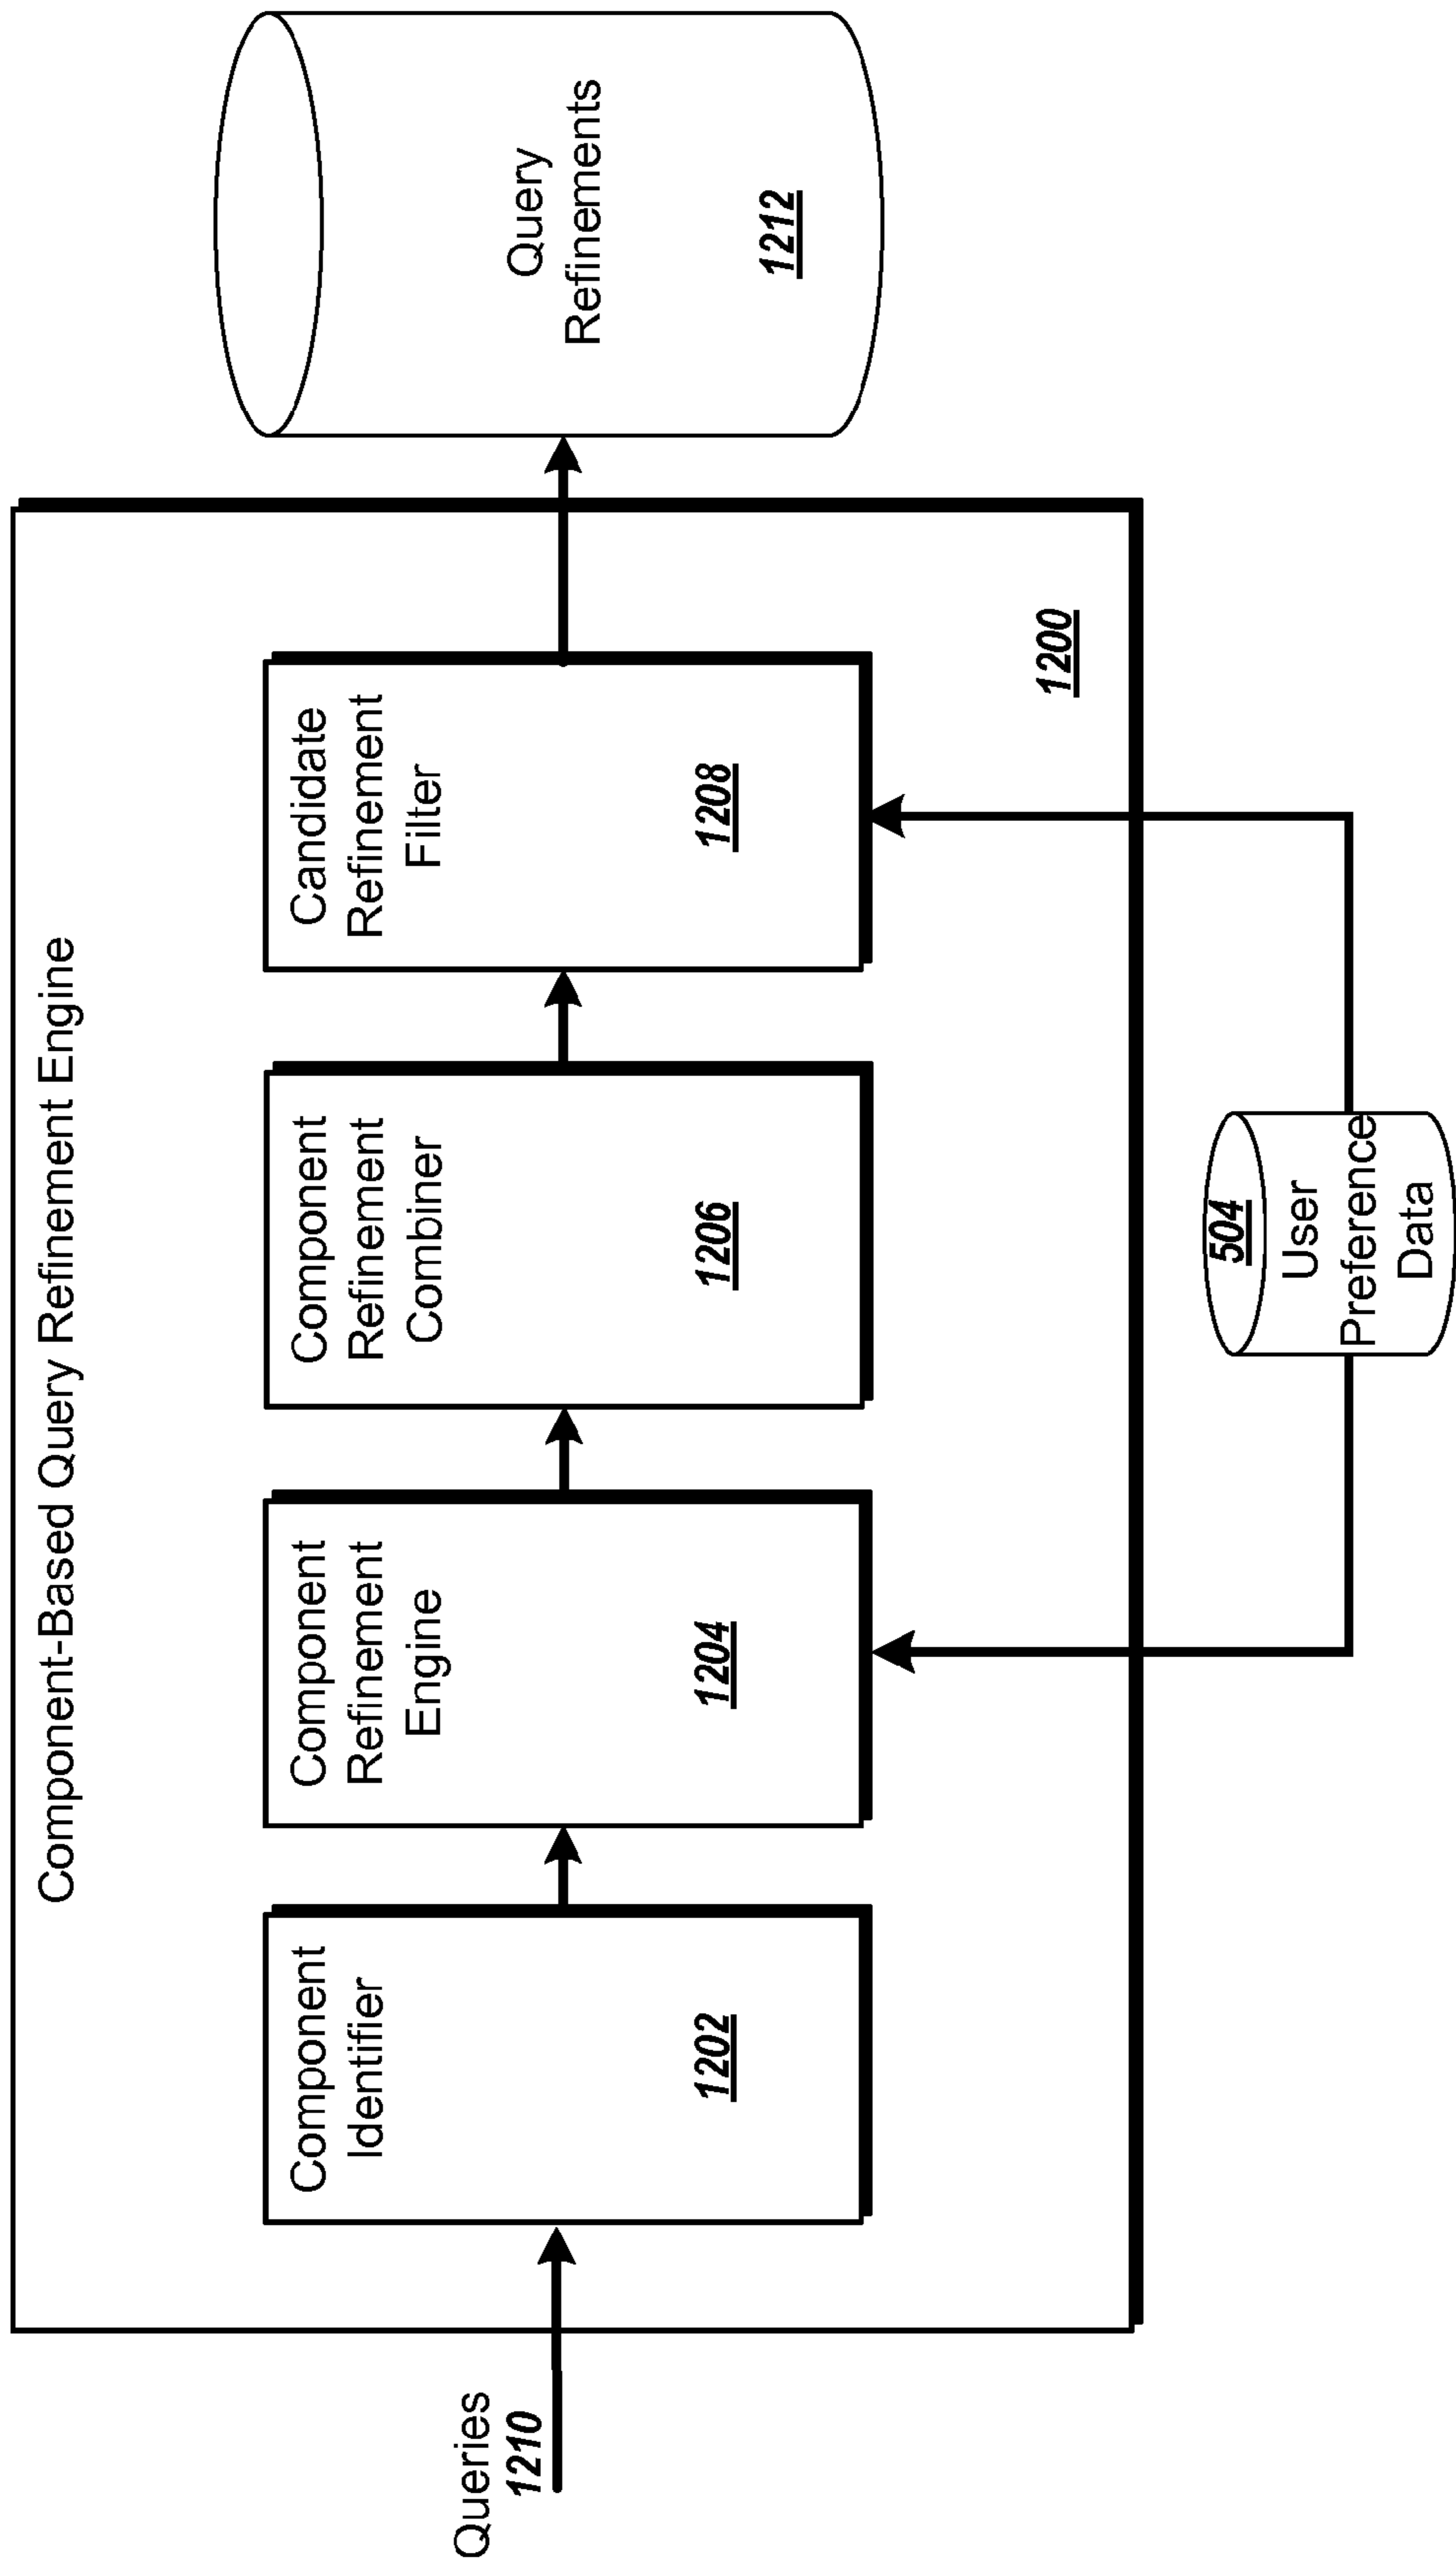 Component-Based Query Refinement Engine
Queries
1210
Component
Identifier
1202
Component
Refinement
Engine
1204
Component
Refinement
Combiner
1206
Candidate
Refinement
Filter
1208
1200
Query
Refinements
1212
504
User
Preference
Data